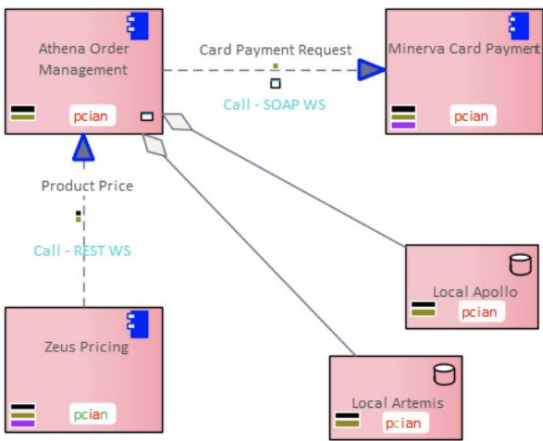 Athena Order
Management
pcian
Card Payment Request
Call - SOAP WS
Minerva Card Payment
pcian
Product Price
Call - REST WS
Local Apollo
pcian
Zeus Pricing
pcian
Local Artemis
pcian